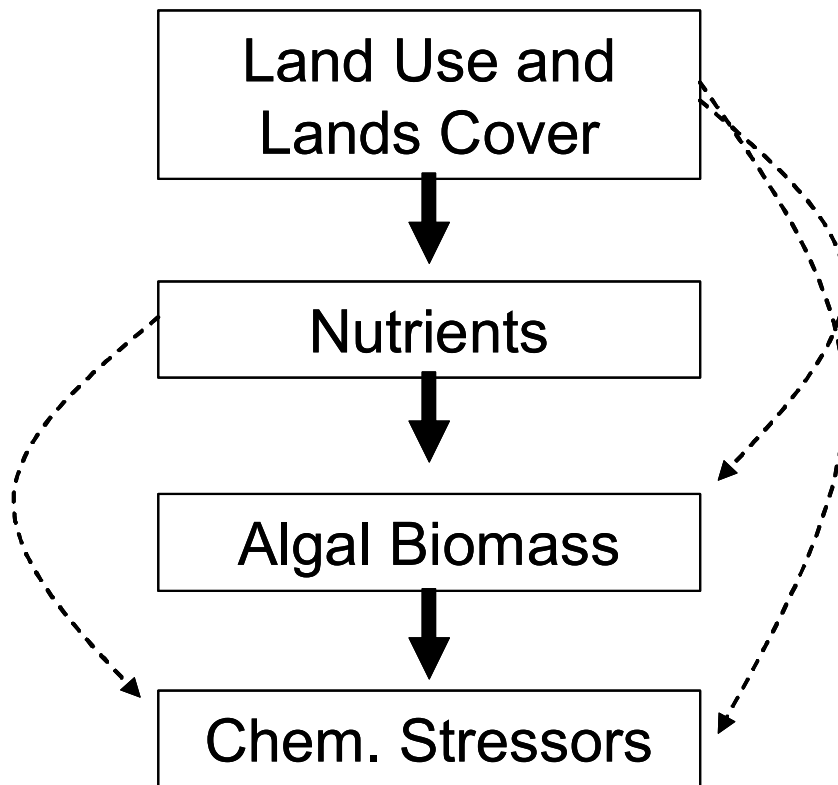 Land Use and
Lands Cover
Nutrients
Algal Biomass
Chem. Stressors